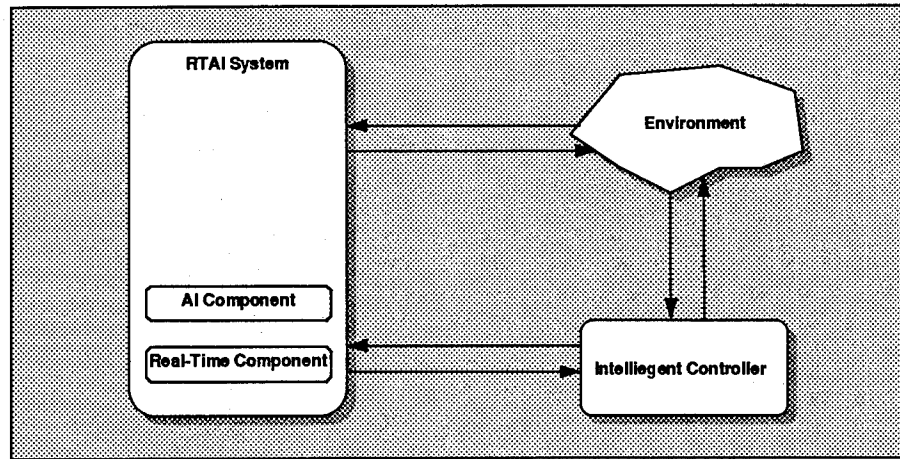 RTAI System
Environment
AI Component
Real-Time Component
Intelliegent Controller